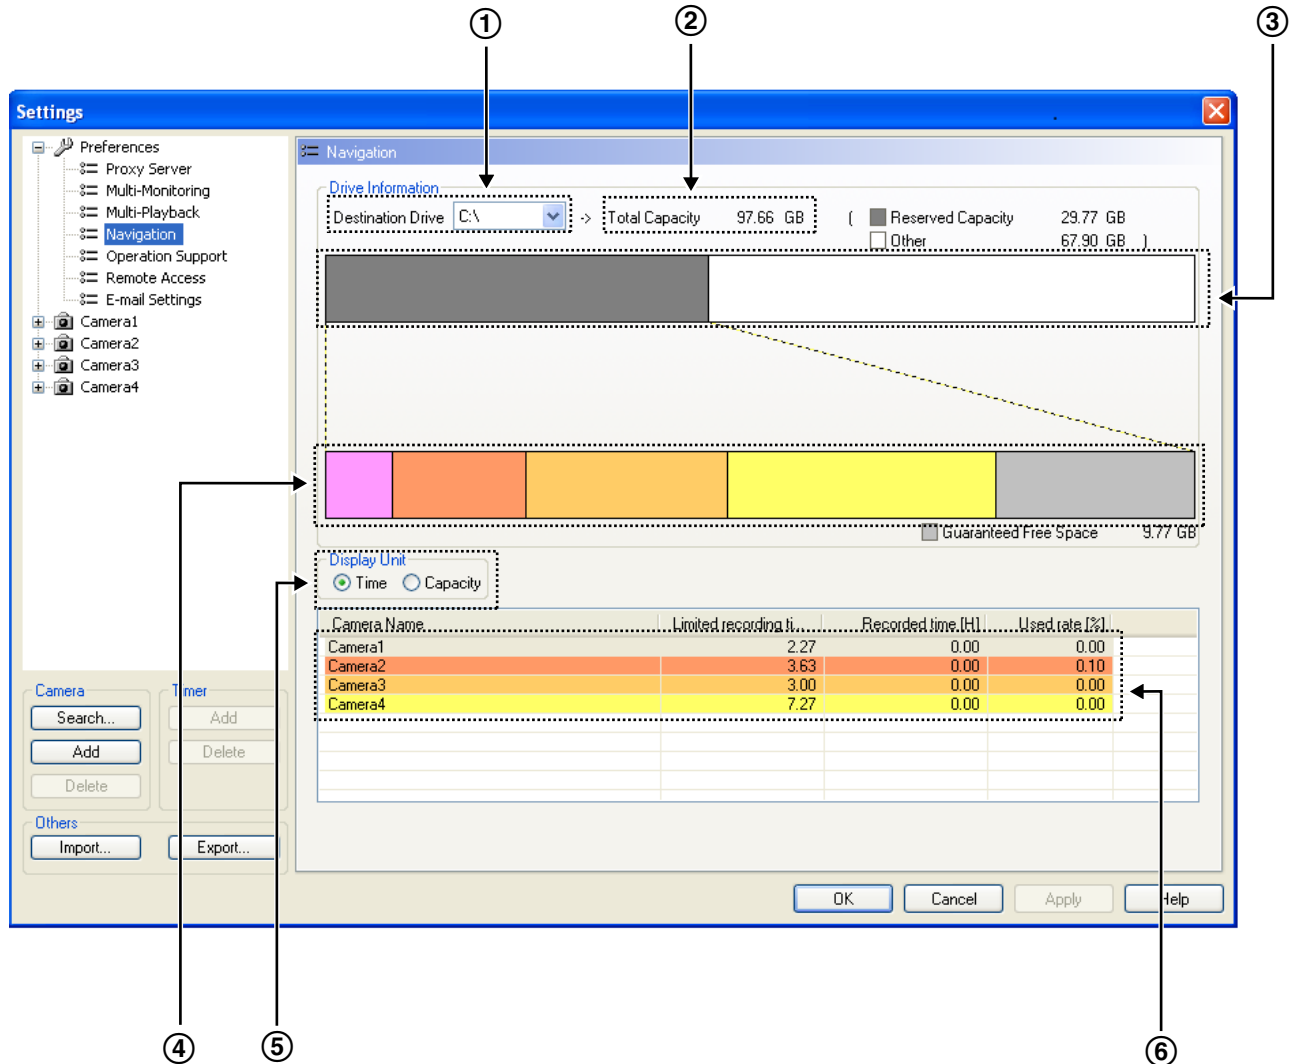 ① ② ③
Settings
Preferences
Proxy Server
Multi-Monitoring
Multi-Playback
Navigation
Operation Support
Remote Access
E-mail Settings
Camera1
Camera2
Camera3
Camera4
Navigation
Drive Information
Destination Drive C:\ -> Total Capacity 97.66 GB ( Reserved Capacity 29.77 GB
Other 67.90 GB )
Guaranteed Free Space 9.77 GB
Display Unit
Time Capacity
Camera Name Limited recording ti... Recorded time [H] Used rate [%]
Camera1 2.27 0.00 0.00
Camera2 3.63 0.00 0.10
Camera3 3.00 0.00 0.00
Camera4 7.27 0.00 0.00
Camera Timer
Search... Add
Add Delete
Delete
Others
Import... Export...
OK Cancel Apply Help
④ ⑤ ⑥